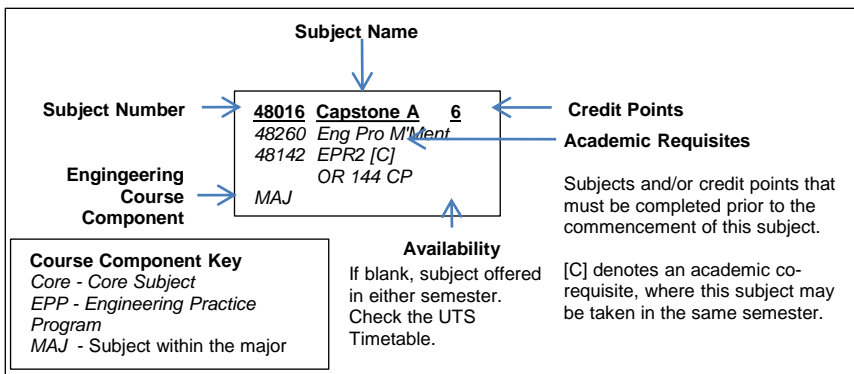 Subject Name
Subject Number
48016 Capstone A 6
48260 Eng Pro M'Ment
48142 EPR2 [C]
OR 144 CP
MAJ
Credit Points
Academic Requisites
Subjects and/or credit points that
must be completed prior to the
commencement of this subject.
[C] denotes an academic co-
requisite, where this subject may
be taken in the same semester.
Engingeering
Course
Component
Availability
If blank, subject offered
in either semester.
Check the UTS
Timetable.
Course Component Key
Core - Core Subject
EPP - Engineering Practice
Program
MAJ - Subject within the major